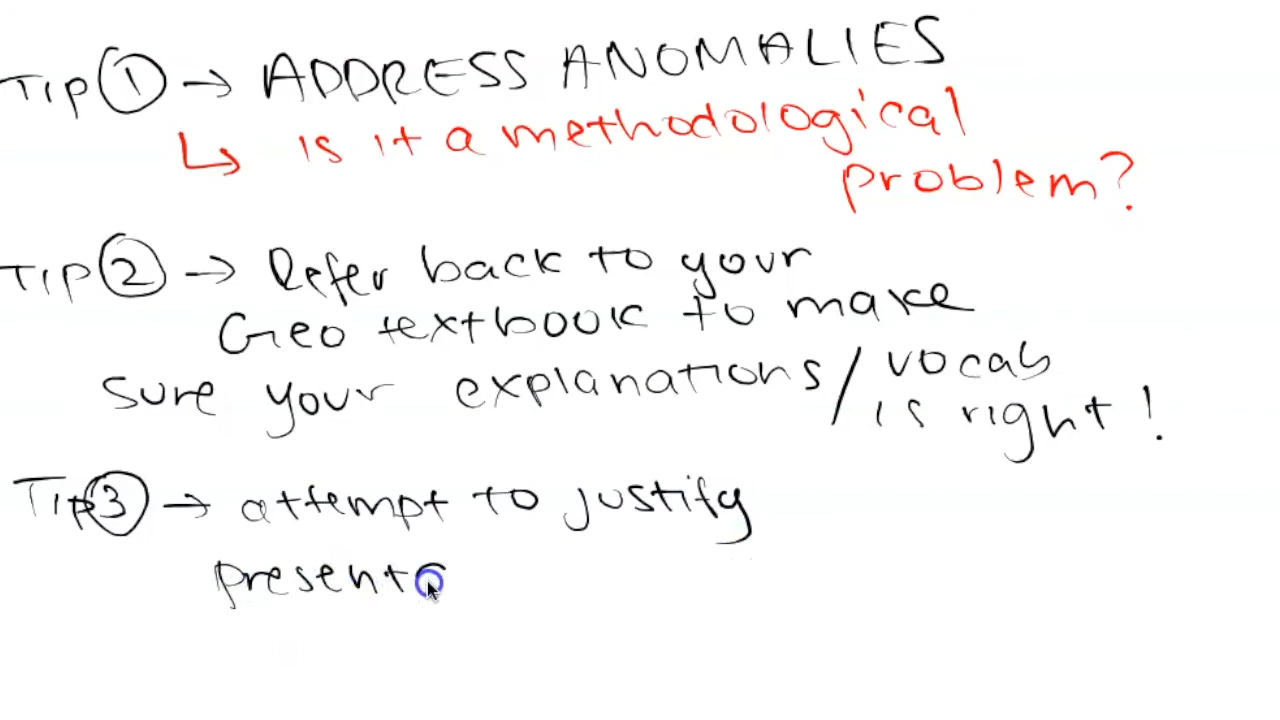 TIP 1 → ADDRESS ANOMALIES
↳ is it a methodological
problem?
TIP 2 → Refer back to your
Geo textbook to make
sure your explanations / vocab
is right!
Tip 3 → attempt to justify
presenta